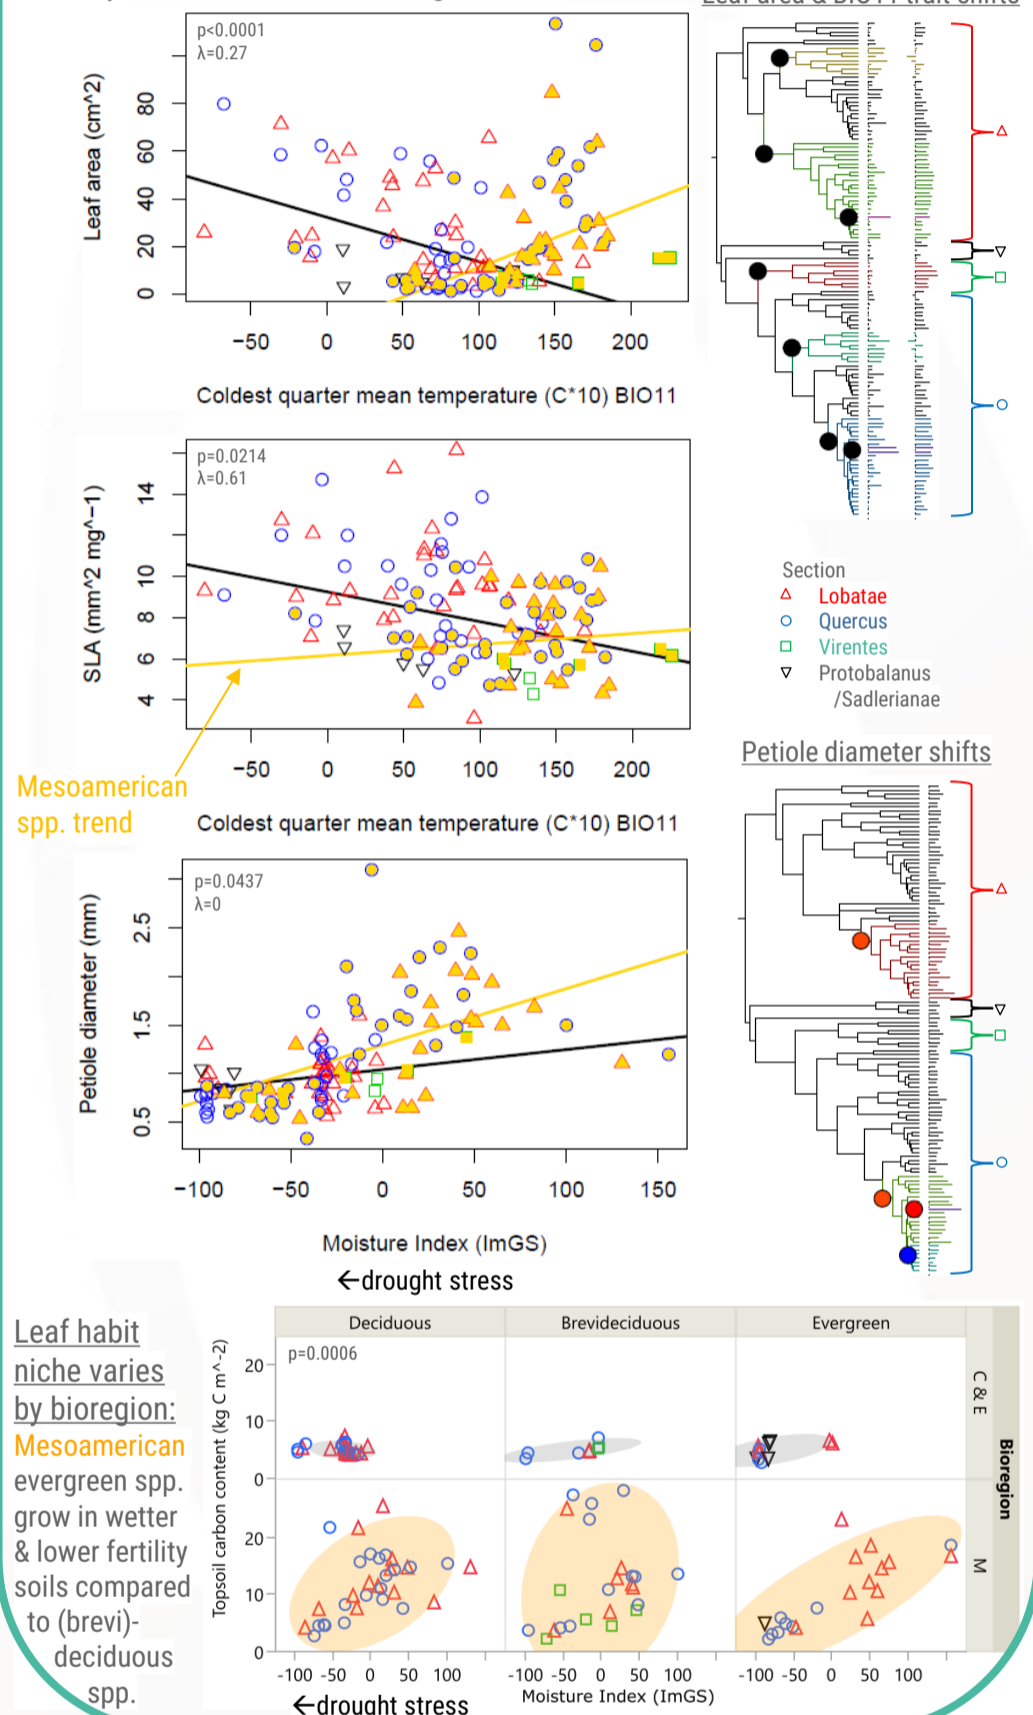 Leaf area & BIO11 trait shifts
p<0.0001
λ=0.27
Leaf area (cm^2)
0 20 40 60 80
−50 0 50 100 150 200
Coldest quarter mean temperature (C*10) BIO11
p=0.0214
λ=0.61
SLA (mm^2 mg^−1)
4 6 8 10 14
−50 0 50 100 150 200
Coldest quarter mean temperature (C*10) BIO11
Mesoamerican
spp. trend
Section
Lobatae
Quercus
Virentes
Protobalanus
/Sadlerianae
Petiole diameter shifts
p=0.0437
λ=0
Petiole diameter (mm)
0.5 1.5 2.5
−100 −50 0 50 100 150
Moisture Index (ImGS)
←drought stress
Leaf habit
niche varies
by bioregion:
Mesoamerican
evergreen spp.
grow in wetter
& lower fertility
soils compared
to (brevi)-
deciduous
spp.
Deciduous Brevideciduous Evergreen
p=0.0006
Topsoil carbon content (kg C m^-2)
20
10
0
20
10
0
C & E
M
Bioregion
-100 -50 0 50 100 -100 -50 0 50 100 -100 -50 0 50 100
Moisture Index (ImGS)
←drought stress